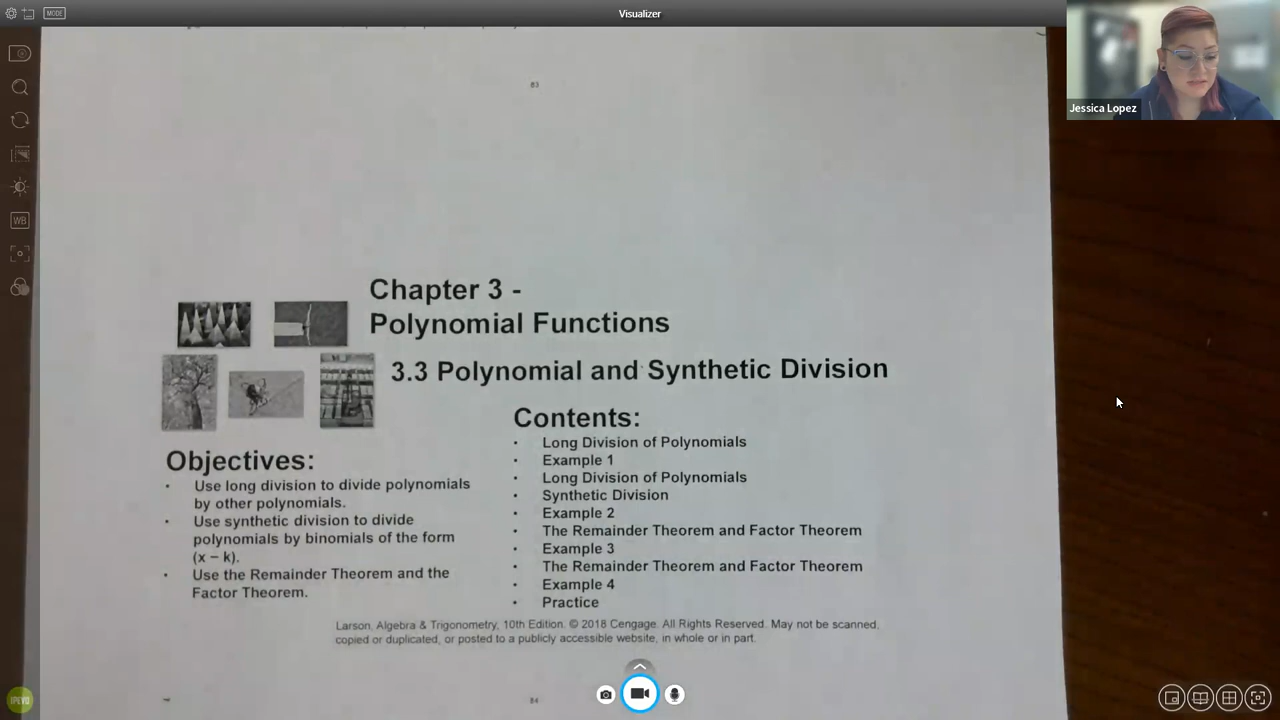 MODE
Visualizer
Jessica Lopez
WB
83
Chapter 3 -
Polynomial Functions
3.3 Polynomial and Synthetic Division
Contents:
• Long Division of Polynomials
• Example 1
• Long Division of Polynomials
• Synthetic Division
• Example 2
• The Remainder Theorem and Factor Theorem
• Example 3
• The Remainder Theorem and Factor Theorem
• Example 4
• Practice
Objectives:
• Use long division to divide polynomials
by other polynomials.
• Use synthetic division to divide
polynomials by binomials of the form
(x – k).
• Use the Remainder Theorem and the
Factor Theorem.
Larson, Algebra & Trigonometry, 10th Edition. © 2018 Cengage. All Rights Reserved. May not be scanned,
copied or duplicated, or posted to a publicly accessible website, in whole or in part.
84
IPEVO